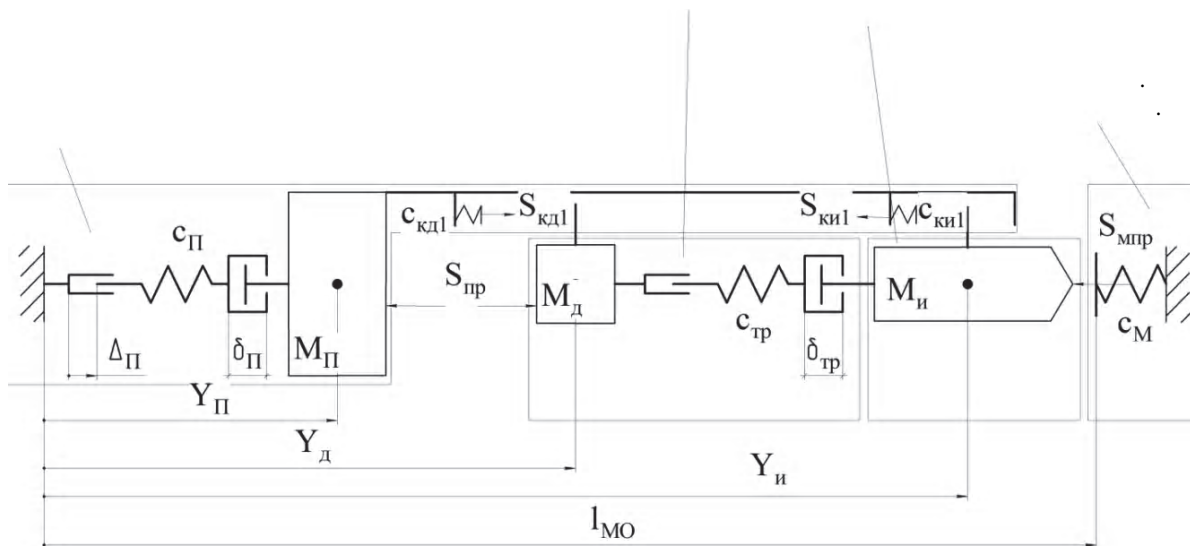 S_кд1 S_ки1
c_кд1 c_ки1 S_мпр
c_П
S_пр
M_д M_и
c_тр c_М
Δ_П δ_П M_П δ_тр
Y_П
Y_д
Y_и
l_МО